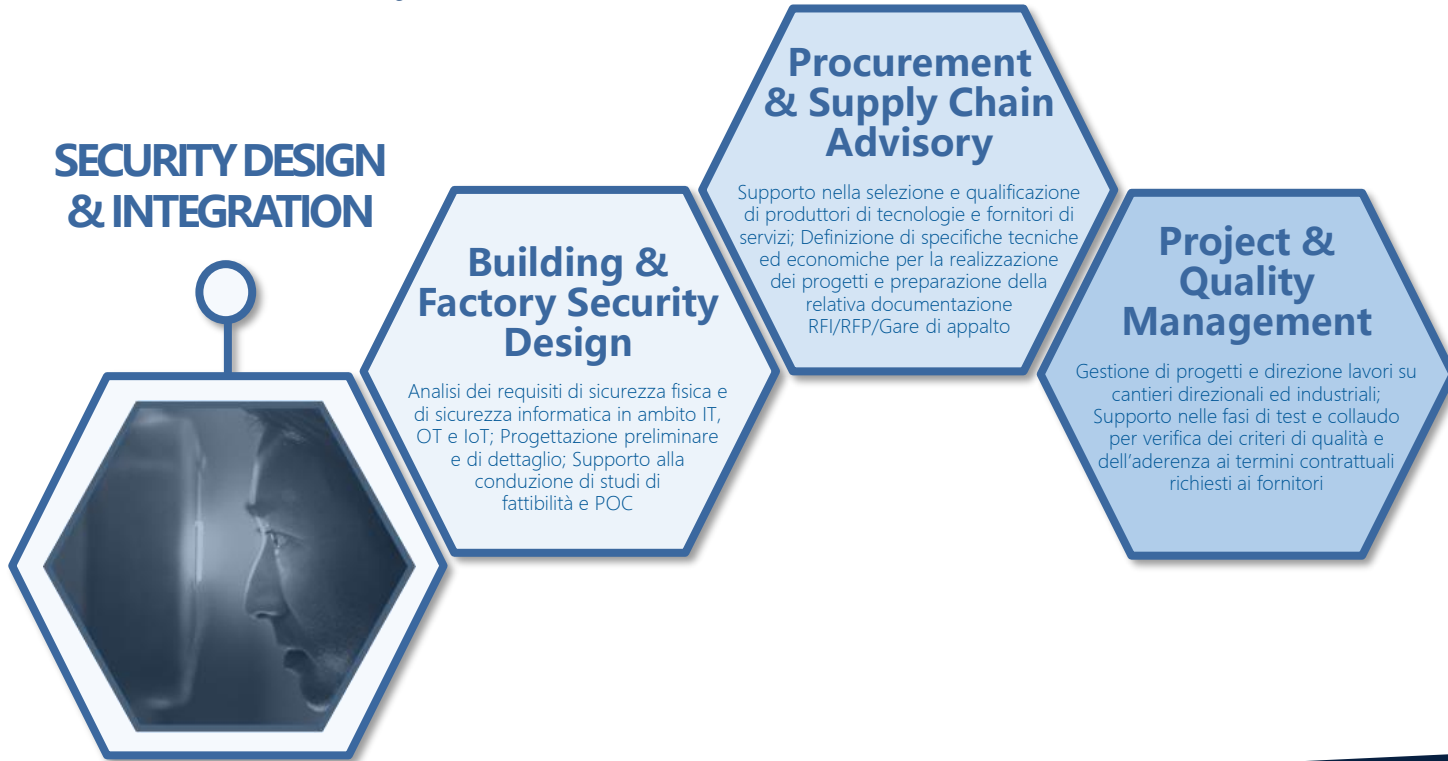 SECURITY DESIGN
& INTEGRATION
Building &
Factory Security
Design
Analisi dei requisiti di sicurezza fisica e
di sicurezza informatica in ambito IT,
OT e IoT; Progettazione preliminare
e di dettaglio; Supporto alla
conduzione di studi di
fattibilità e POC
Procurement
& Supply Chain
Advisory
Supporto nella selezione e qualificazione
di produttori di tecnologie e fornitori di
servizi; Definizione di specifiche tecniche
ed economiche per la realizzazione
dei progetti e preparazione della
relativa documentazione
RFI/RFP/Gare di appalto
Project &
Quality
Management
Gestione di progetti e direzione lavori su
cantieri direzionali ed industriali;
Supporto nelle fasi di test e collaudo
per verifica dei criteri di qualità e
dell’aderenza ai termini contrattuali
richiesti ai fornitori